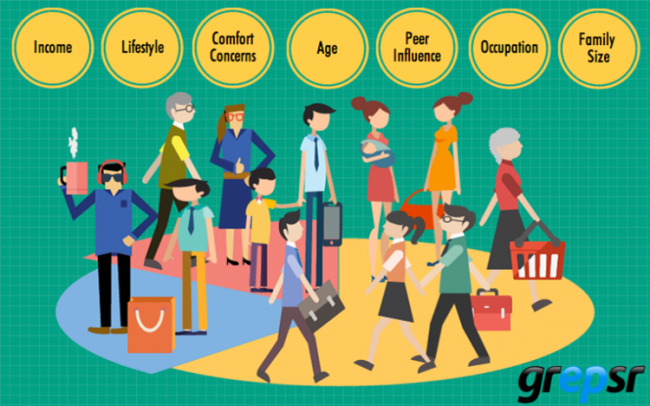 Income
Lifestyle
Comfort
Concerns
Age
Peer
Influence
Occupation
Family
Size
grepsr